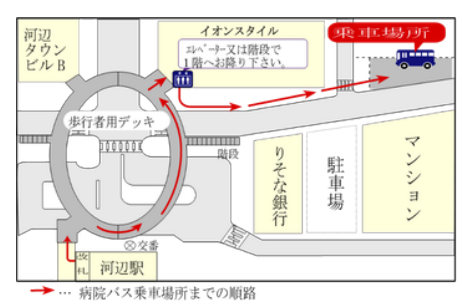 河辺
タウン
ビルB
イオンスタイル
エレベーター又は階段で
1階へお降り下さい。
乗車場所
歩行者用デッキ
階段
りそな銀行
駐車場
マンション
交番
改札
河辺駅
→… 病院バス乗車場所までの順路